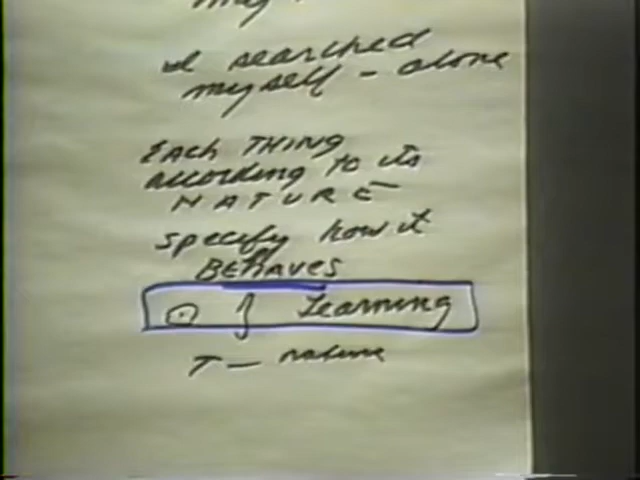 I searched
myself - alone
EACH THING
according to its
NATURE
specify how it
BEHAVES
Learning
T - nature